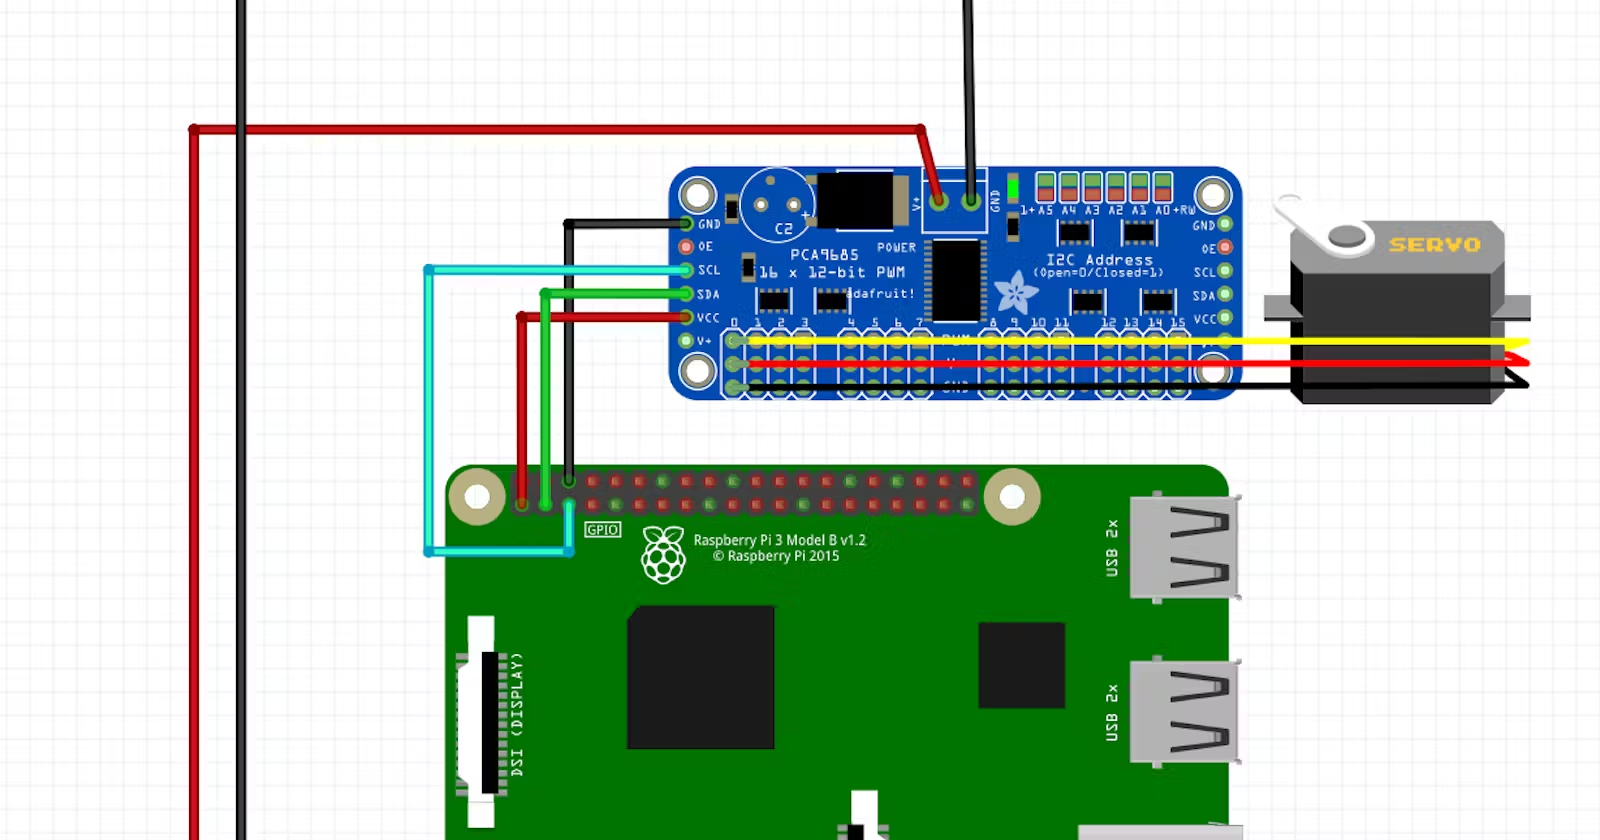 V+
GND
1+ A5 A4 A3 A2 A1 A0 +RW
GND
OE
SCL
SDA
VCC
V+
C2
+
POWER
PCA9685
16 x 12-bit PWM
adafruit!
I2C Address
(Open=0/Closed=1)
GND
OE
SCL
SDA
VCC
0 1 2 3 4 5 6 7 8 9 10 11 12 13 14 15
GND
SERVO
GPIO
Raspberry Pi 3 Model B v1.2
© Raspberry Pi 2015
USB 2x
USB 2x
DSI (DISPLAY)